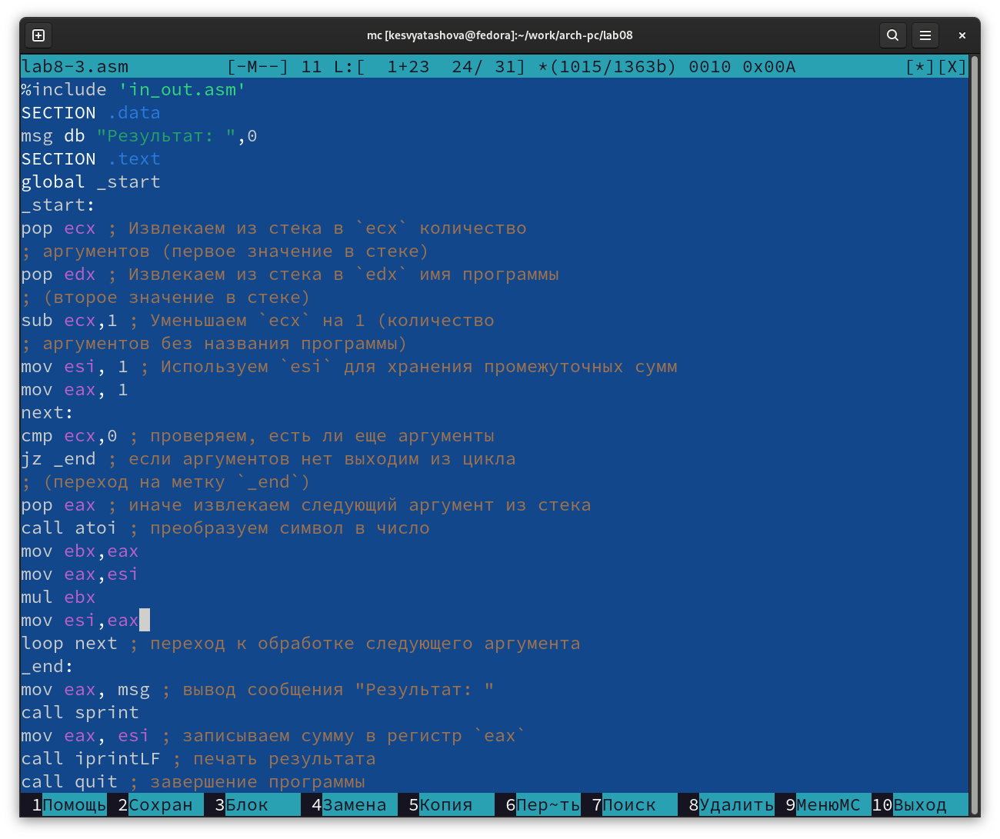 mc [kesvyatashova@fedora]:~/work/arch-pc/lab08
lab8-3.asm [-M--] 11 L:[ 1+23 24/ 31] *(1015/1363b) 0010 0x00A [*][X]
%include 'in_out.asm'
SECTION .data
msg db "Результат: ",0
SECTION .text
global _start
_start:
pop ecx ; Извлекаем из стека в `ecx` количество
; аргументов (первое значение в стеке)
pop edx ; Извлекаем из стека в `edx` имя программы
; (второе значение в стеке)
sub ecx,1 ; Уменьшаем `ecx` на 1 (количество
; аргументов без названия программы)
mov esi, 1 ; Используем `esi` для хранения промежуточных сумм
mov eax, 1
next:
cmp ecx,0 ; проверяем, есть ли еще аргументы
jz _end ; если аргументов нет выходим из цикла
; (переход на метку `_end`)
pop eax ; иначе извлекаем следующий аргумент из стека
call atoi ; преобразуем символ в число
mov ebx,eax
mov eax,esi
mul ebx
mov esi,eax
loop next ; переход к обработке следующего аргумента
_end:
mov eax, msg ; вывод сообщения "Результат: "
call sprint
mov eax, esi ; записываем сумму в регистр `eax`
call iprintLF ; печать результата
call quit ; завершение программы
1Помощь 2Сохран 3Блок 4Замена 5Копия 6Пер~ть 7Поиск 8Удалить 9МенюMC 10Выход